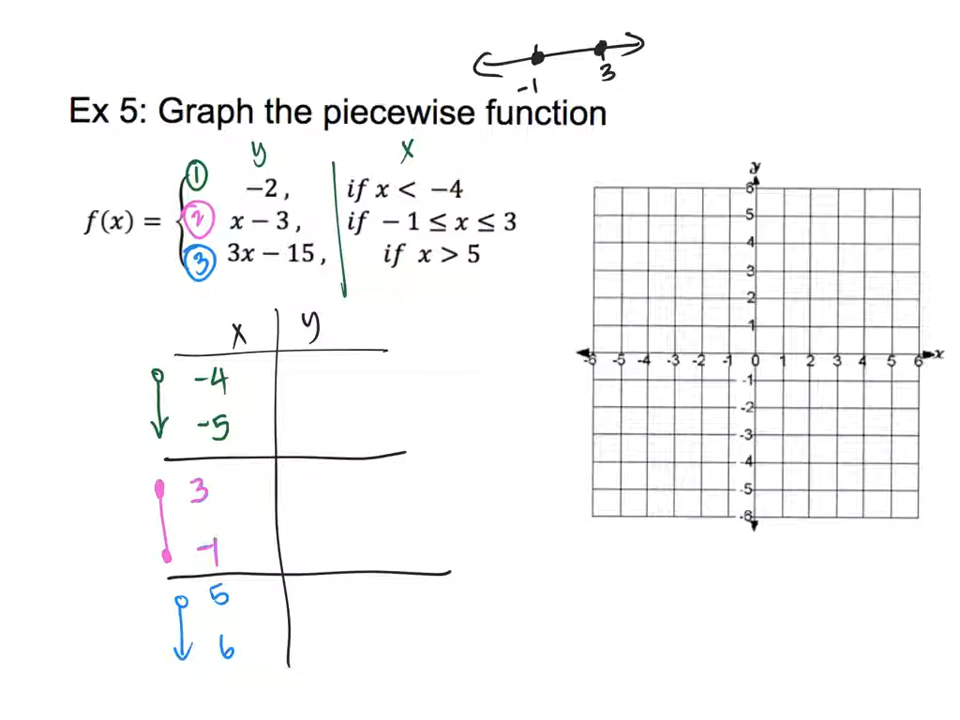 -1 3
Ex 5: Graph the piecewise function
y x
f(x) =
① −2, if x < −4
② x − 3, if −1 ≤ x ≤ 3
③ 3x − 15, if x > 5
x y
-4
-5
3
-1
5
6
y
6
5
4
3
2
1
-6 -5 -4 -3 -2 -1 0 1 2 3 4 5 6 x
-1
-2
-3
-4
-5
-6